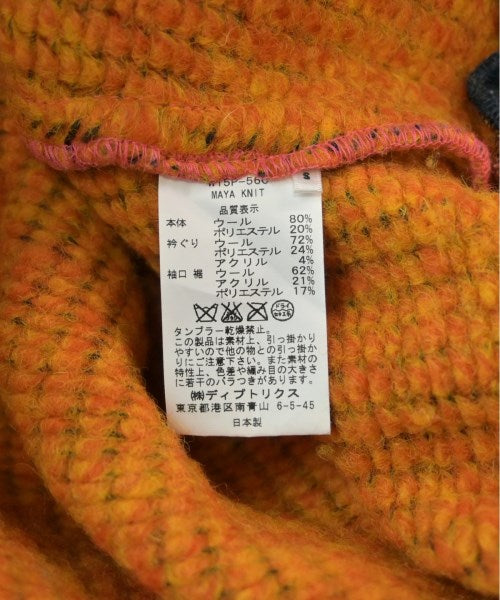 W15P-560
S
MAYA KNIT
品質表示
本体 ウール 80%
ポリエステル 20%
衿ぐり ウール 72%
ポリエステル 24%
アクリル 4%
袖口 裾 ウール 62%
アクリル 21%
ポリエステル 17%
ドライ
タンブラー乾燥禁止。
この製品は素材上、引っ掛かり
やすいので他の物との引っ掛か
りにご注意下さい。また素材の
特性上、色差や編み目の大きさ
に若干のバラつきがあります。
㈱ディプトリクス
東京都港区南青山 6-5-45
日本製